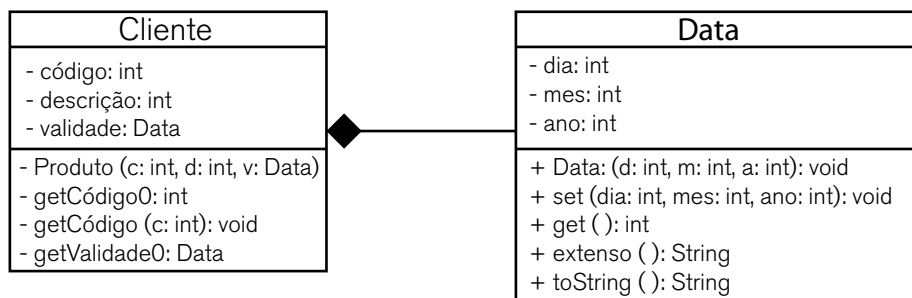 Cliente
- código: int
- descrição: int
- validade: Data
- Produto (c: int, d: int, v: Data)
- getCódigo0: int
- getCódigo (c: int): void
- getValidade0: Data
Data
- dia: int
- mes: int
- ano: int
+ Data: (d: int, m: int, a: int): void
+ set (dia: int, mes: int, ano: int): void
+ get ( ): int
+ extenso ( ): String
+ toString ( ): String